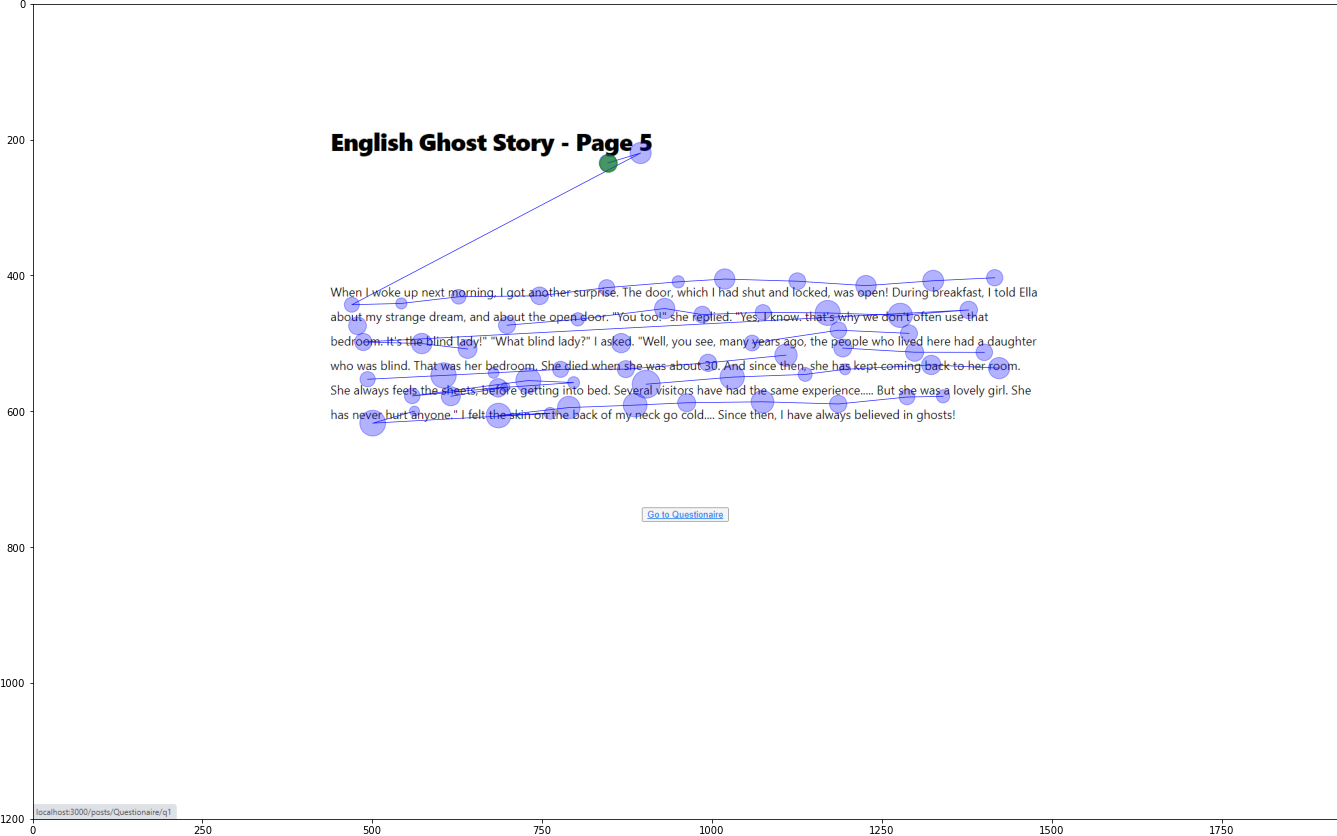 0
200
English Ghost Story - Page 5
400
When I woke up next morning. I got another surprise. The door, which I had shut and locked, was open! During breakfast, I told Ella
about my strange dream, and about the open door. "You too!" she replied. "Yes, I know. that's why we don't often use that
bedroom. It's the blind lady!" "What blind lady?" I asked. "Well, you see, many years ago, the people who lived here had a daughter
who was blind. That was her bedroom. She died when she was about 30. And since then, she has kept coming back to her room.
She always feels the sheets, before getting into bed. Several visitors have had the same experience..... But she was a lovely girl. She
600
has never hurt anyone." I felt the skin on the back of my neck go cold.... Since then, I have always believed in ghosts!
Go to Questionaire
800
1000
localhost:3000/posts/Questionaire/q1
1200
0 250 500 750 1000 1250 1500 1750